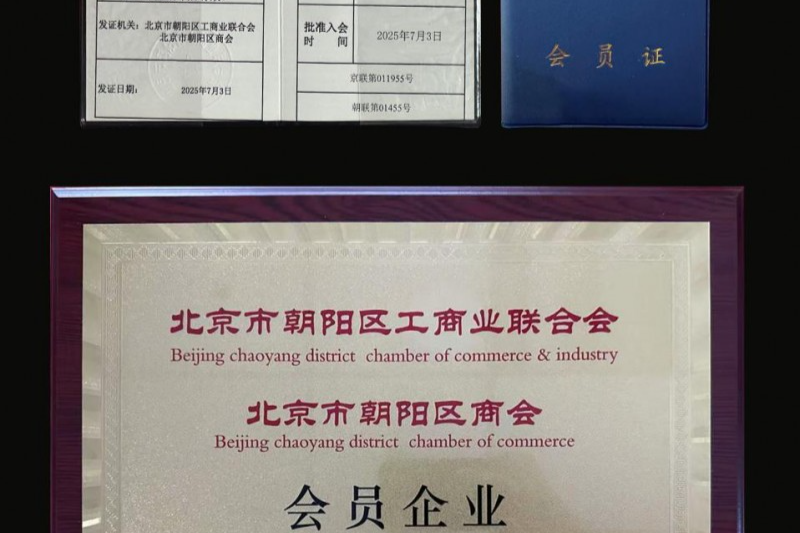 发证机关：北京市朝阳区工商业联合会
北京市朝阳区商会
发证日期：
2025年7月3日
批准入会
时 间
2025年7月3日
京联第011955号
朝联第01455号
会员证
北京市朝阳区工商业联合会
Beijing chaoyang district chamber of commerce & industry
北京市朝阳区商会
Beijing chaoyang district chamber of commerce
会员企业